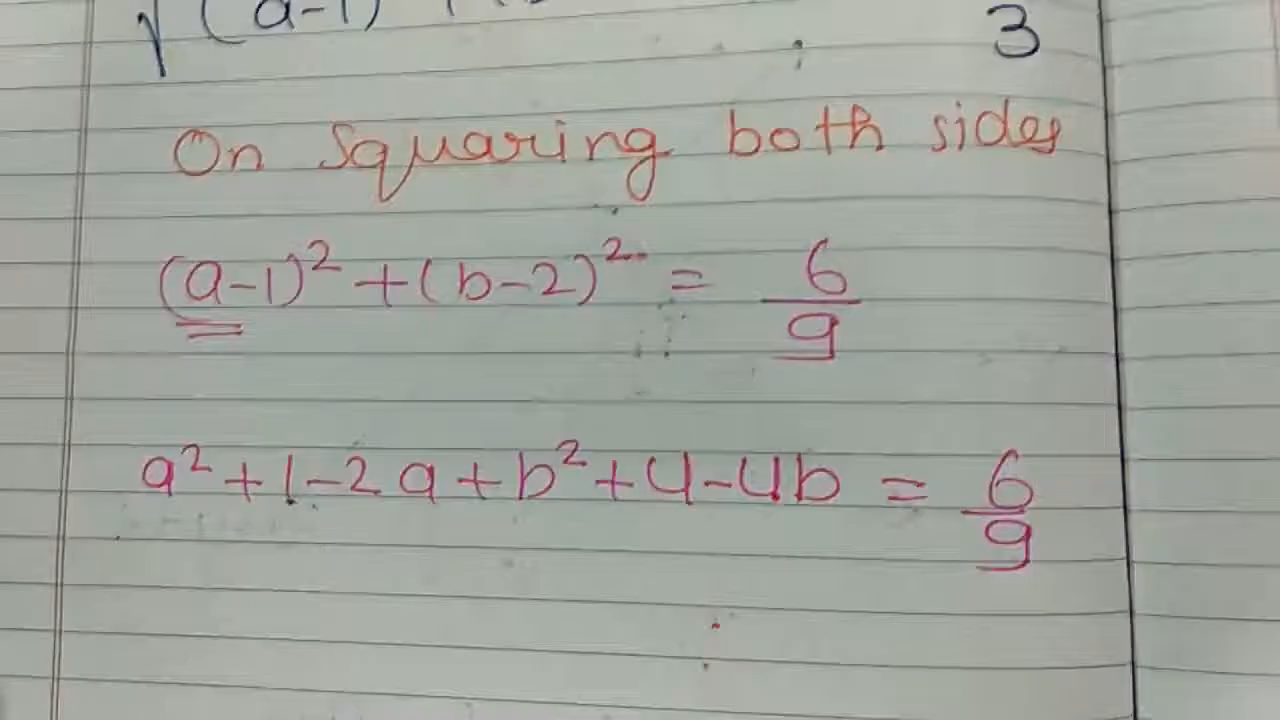 √(a-1)
3
On Squaring both sides
(a-1)² + (b-2)² = 6/9
a² + 1 - 2a + b² + 4 - 4b = 6/9